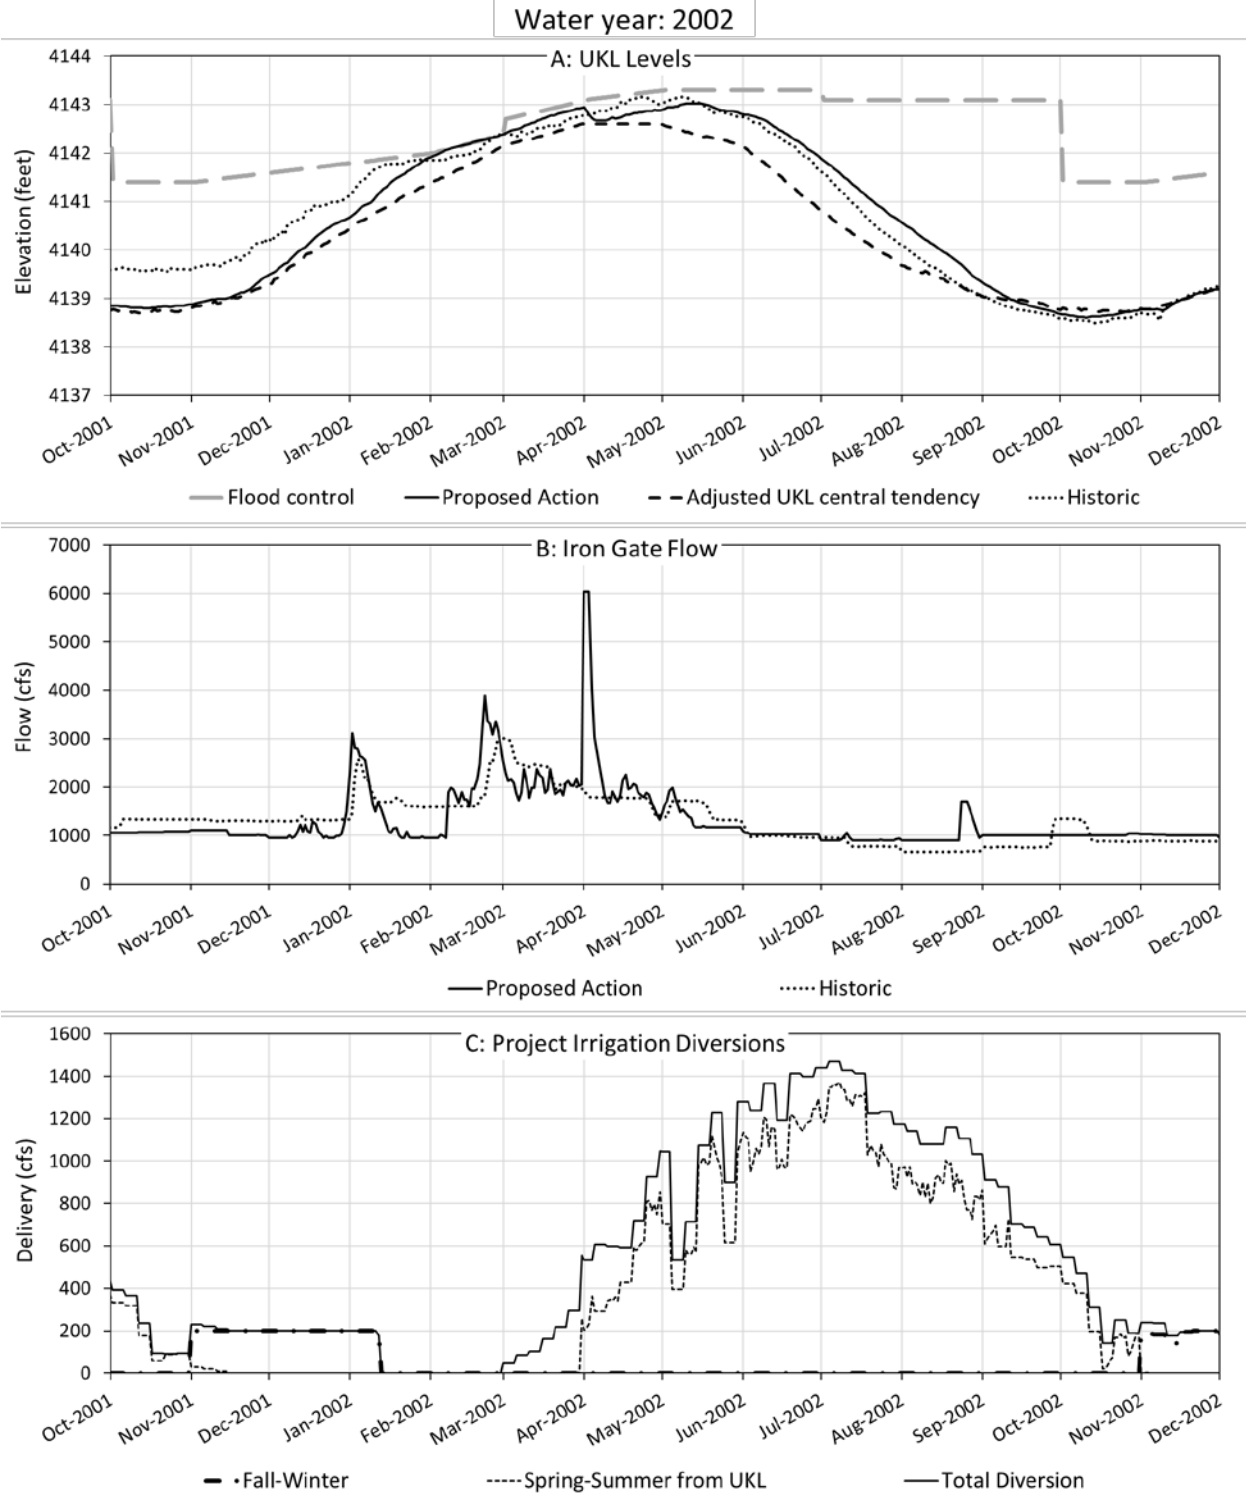 Water year: 2002
A: UKL Levels
Elevation (feet)
4144
4143
4142
4141
4140
4139
4138
4137
Oct-2001 Nov-2001 Dec-2001 Jan-2002 Feb-2002 Mar-2002 Apr-2002 May-2002 Jun-2002 Jul-2002 Aug-2002 Sep-2002 Oct-2002 Nov-2002 Dec-2002
Flood control Proposed Action Adjusted UKL central tendency Historic
B: Iron Gate Flow
Flow (cfs)
7000
6000
5000
4000
3000
2000
1000
0
Oct-2001 Nov-2001 Dec-2001 Jan-2002 Feb-2002 Mar-2002 Apr-2002 May-2002 Jun-2002 Jul-2002 Aug-2002 Sep-2002 Oct-2002 Nov-2002 Dec-2002
Proposed Action Historic
C: Project Irrigation Diversions
Delivery (cfs)
1600
1400
1200
1000
800
600
400
200
0
Oct-2001 Nov-2001 Dec-2001 Jan-2002 Feb-2002 Mar-2002 Apr-2002 May-2002 Jun-2002 Jul-2002 Aug-2002 Sep-2002 Oct-2002 Nov-2002 Dec-2002
Fall-Winter Spring-Summer from UKL Total Diversion